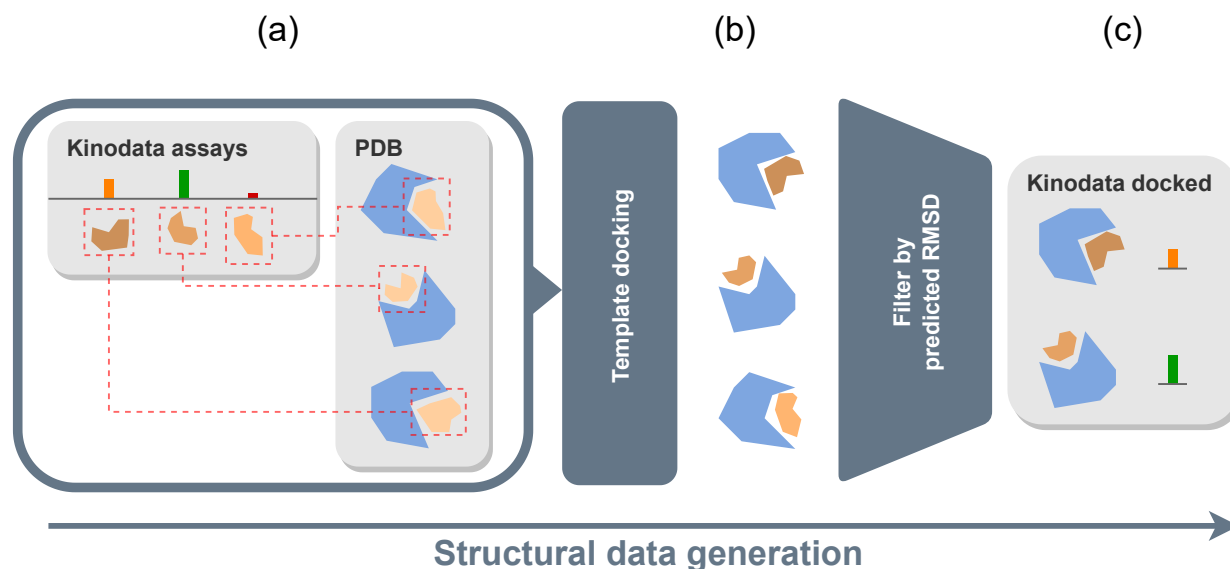 (a)
(b)
(c)
Kinodata assays
PDB
Template docking
Filter by
predicted RMSD
Kinodata docked
Structural data generation